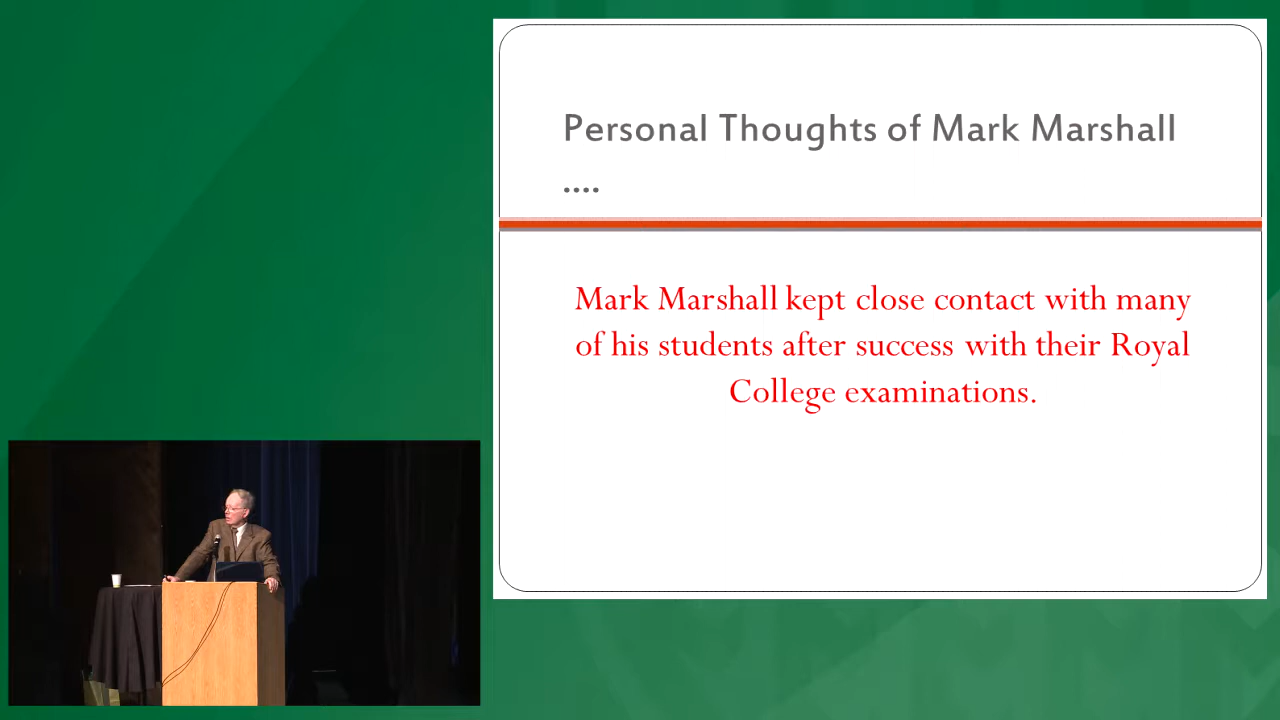 Personal Thoughts of Mark Marshall
....
Mark Marshall kept close contact with many
of his students after success with their Royal
College examinations.